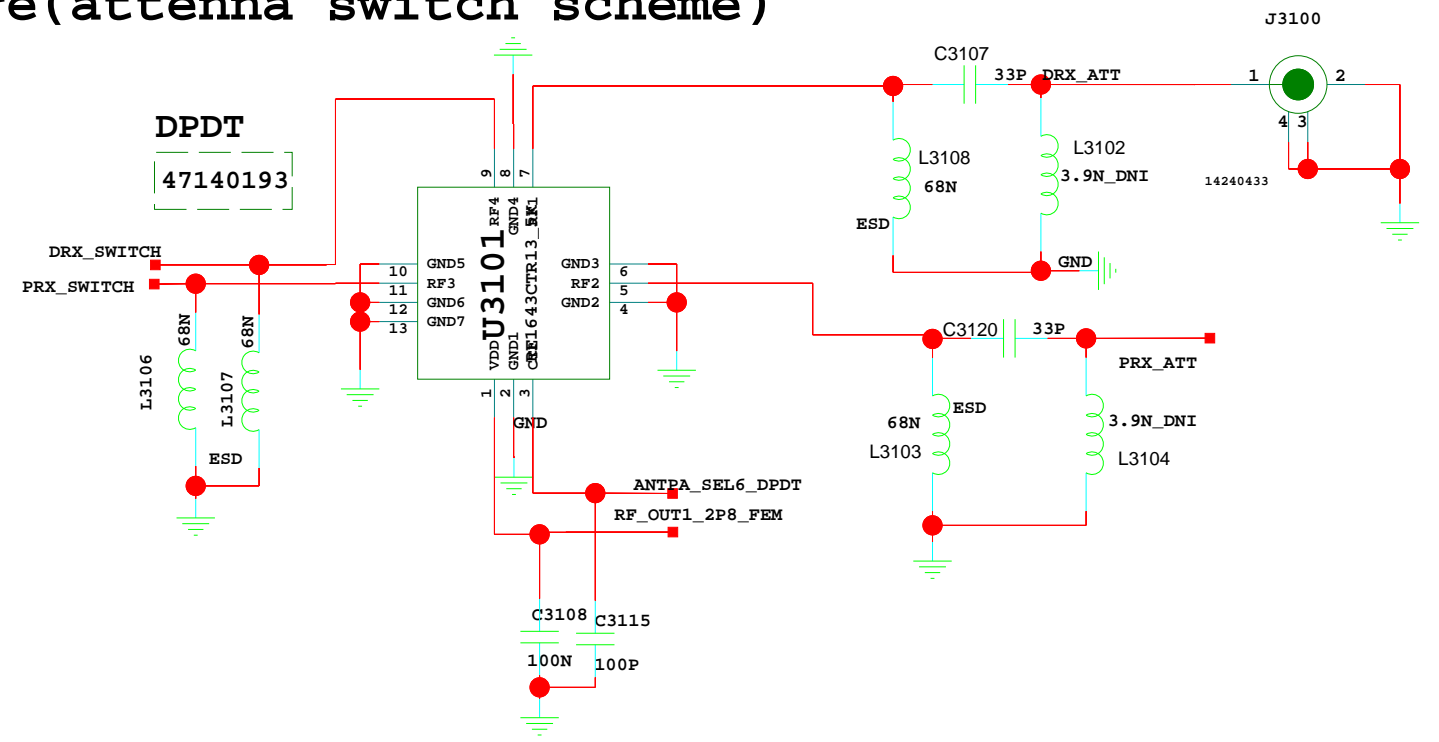 re(attenna switch scheme)
J3100
C3107
33P
DRX_ATT
1
2
4
3
DPDT
47140193
L3108
68N
L3102
3.9N_DNI
14240433
ESD
GND
9
8
7
RF4
GND4
RF1
U3101
DRX_SWITCH
PRX_SWITCH
10
11
12
13
GND5
RF3
GND6
GND7
GND3
RF2
GND2
6
5
4
VDD
GND1
1
2
3
GND
68N
68N
L3106
L3107
ESD
C3120
33P
PRX_ATT
ESD
68N
L3103
3.9N_DNI
L3104
ANTPA_SEL6_DPDT
RF_OUT1_2P8_FEM
C3108
C3115
100N
100P